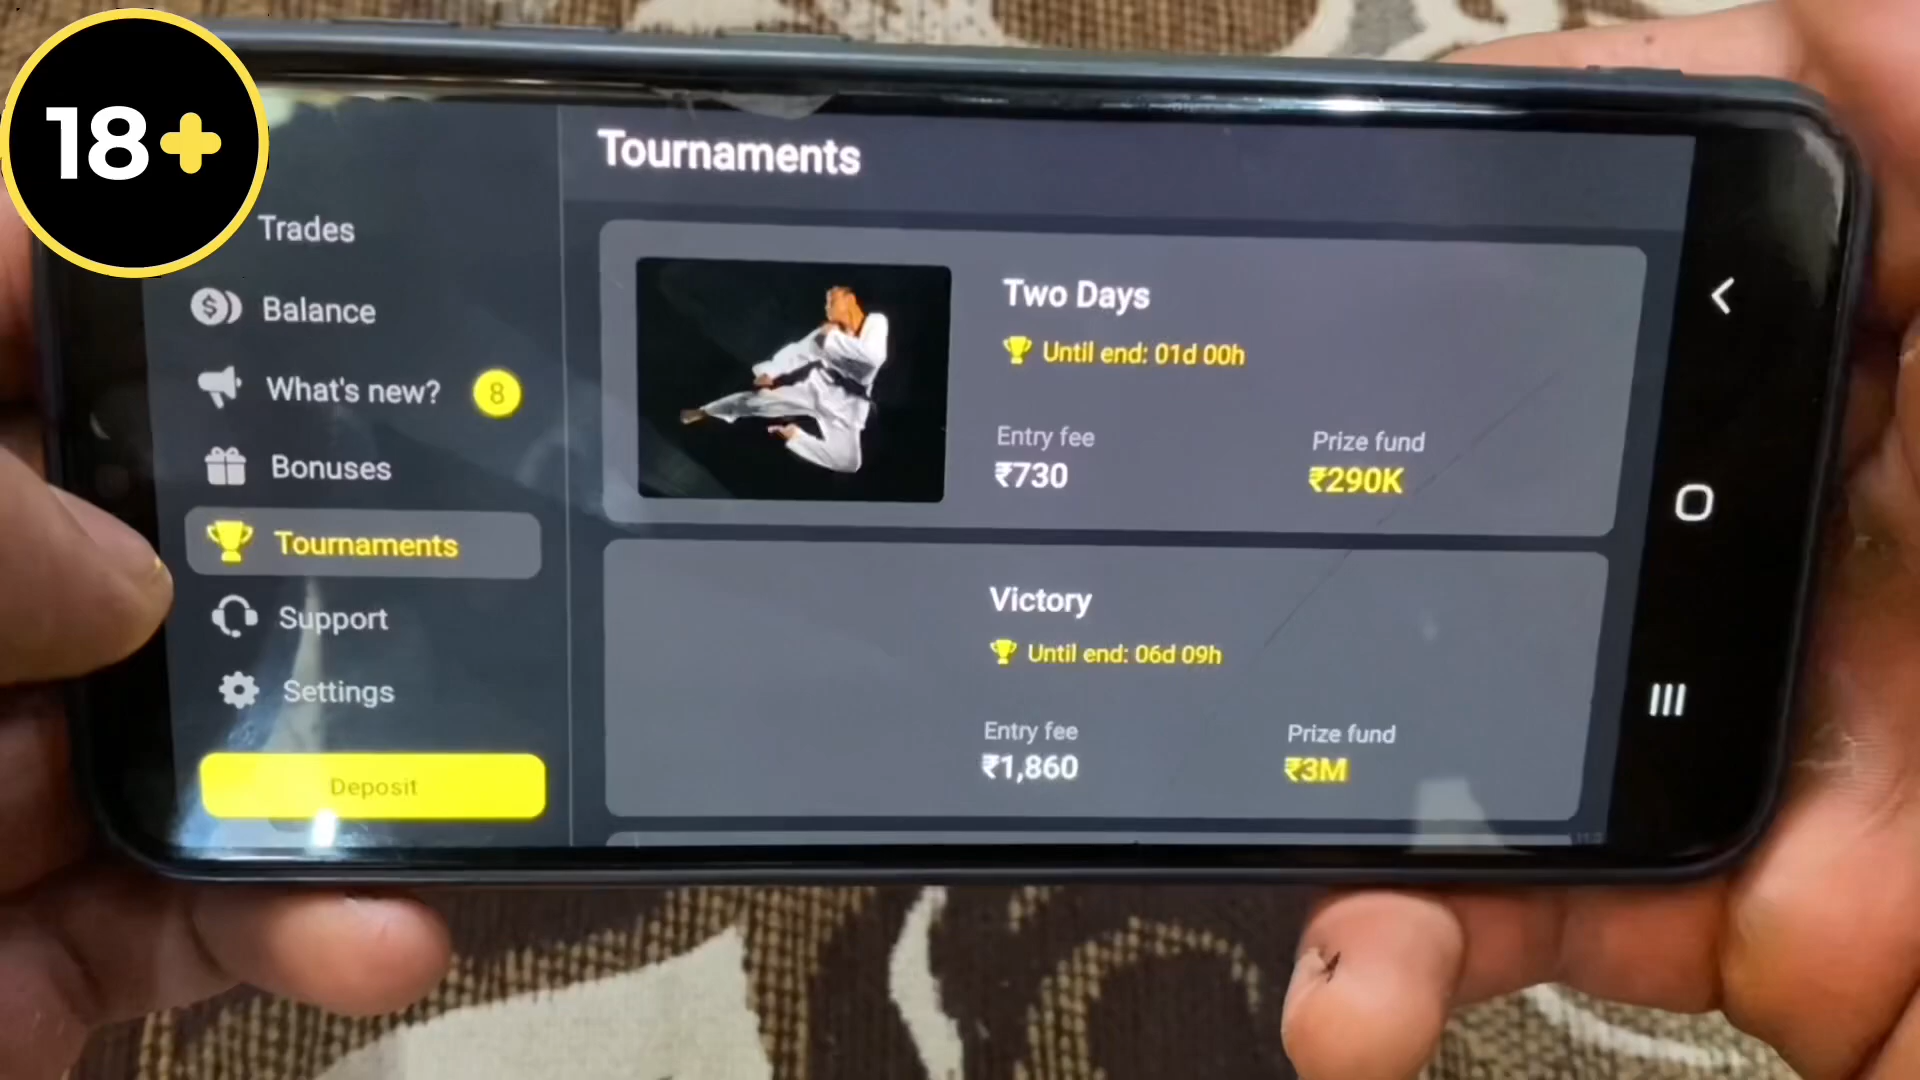 18+
Trades
Balance
What's new? 8
Bonuses
Tournaments
Support
Settings
Deposit
Tournaments
Two Days
Until end: 01d 00h
Entry fee
₹730
Prize fund
₹290K
Victory
Until end: 06d 09h
Entry fee
₹1,860
Prize fund
₹3M